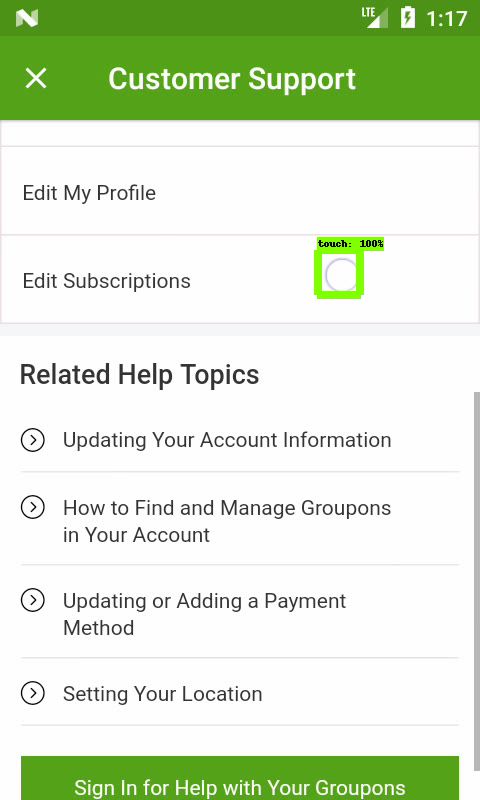 LTE 1:17
Customer Support
Edit My Profile
touch: 100%
Edit Subscriptions
Related Help Topics
Updating Your Account Information
How to Find and Manage Groupons
in Your Account
Updating or Adding a Payment
Method
Setting Your Location
Sign In for Help with Your Groupons